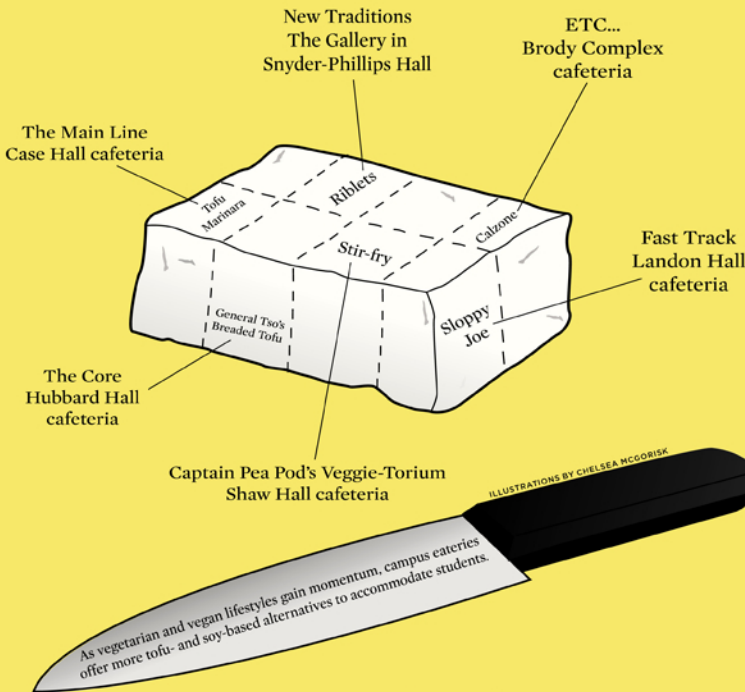 New Traditions
The Gallery in
Snyder-Phillips Hall
ETC...
Brody Complex
cafeteria
The Main Line
Case Hall cafeteria
Tofu
Marinara
Riblets
Calzone
Stir-fry
Fast Track
Landon Hall
cafeteria
Sloppy
Joe
General Tso's
Breaded Tofu
The Core
Hubbard Hall
cafeteria
Captain Pea Pod's Veggie-Torium
Shaw Hall cafeteria
ILLUSTRATIONS BY CHELSEA MCGORISK
As vegetarian and vegan lifestyles gain momentum, campus eateries
offer more tofu- and soy-based alternatives to accommodate students.